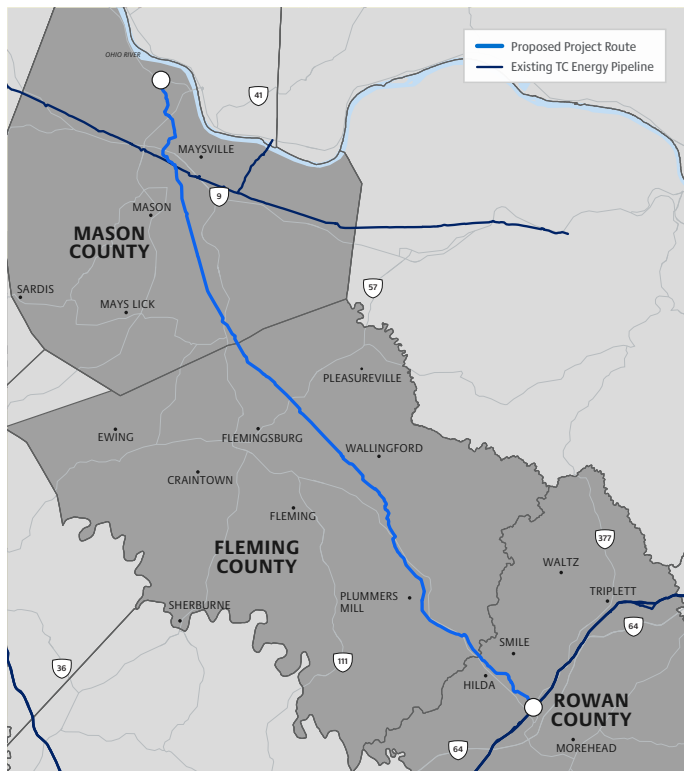 OHIO RIVER
Proposed Project Route
Existing TC Energy Pipeline
41
MAYSVILLE
9
MASON
MASON
COUNTY
SARDIS
MAYS LICK
57
PLEASUREVILLE
EWING
FLEMINGSBURG
WALLINGFORD
CRAINTOWN
FLEMING
FLEMING
COUNTY
377
WALTZ
TRIPLETT
PLUMMERS
MILL
SHERBURNE
64
SMILE
36
111
HILDA
ROWAN
COUNTY
64
MOREHEAD